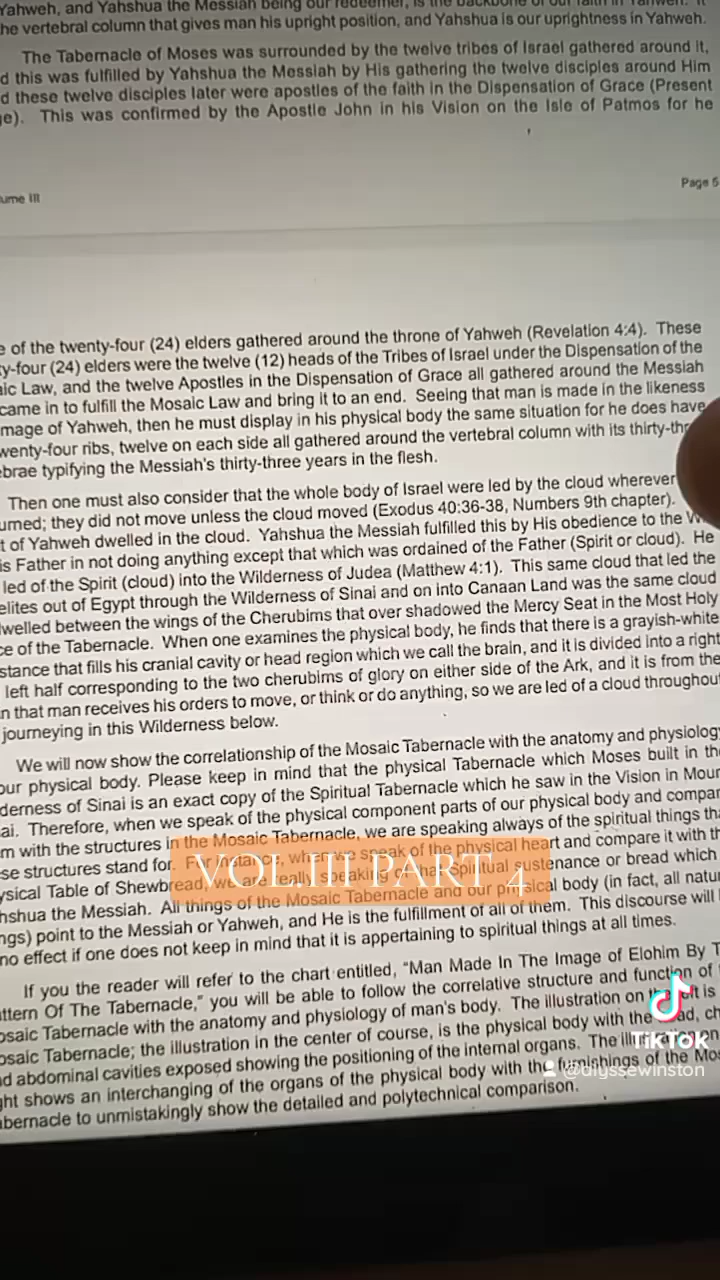 Yahweh, and Yahshua the Messiah being our redeemer, is the backbone of our faith in Yahweh. It
he vertebral column that gives man his upright position, and Yahshua is our uprightness in Yahweh.
The Tabernacle of Moses was surrounded by the twelve tribes of Israel gathered around it,
d this was fulfilled by Yahshua the Messiah by His gathering the twelve disciples around Him
d these twelve disciples later were apostles of the faith in the Dispensation of Grace (Present
ge). This was confirmed by the Apostle John in his Vision on the Isle of Patmos for he
ume III
Page 5
e of the twenty-four (24) elders gathered around the throne of Yahweh (Revelation 4:4). These
y-four (24) elders were the twelve (12) heads of the Tribes of Israel under the Dispensation of the
aic Law, and the twelve Apostles in the Dispensation of Grace all gathered around the Messiah
came in to fulfill the Mosaic Law and bring it to an end. Seeing that man is made in the likeness
mage of Yahweh, then he must display in his physical body the same situation for he does have
wenty-four ribs, twelve on each side all gathered around the vertebral column with its thirty-thr
ebrae typifying the Messiah's thirty-three years in the flesh.
Then one must also consider that the whole body of Israel were led by the cloud wherever
urned; they did not move unless the cloud moved (Exodus 40:36-38, Numbers 9th chapter).
t of Yahweh dwelled in the cloud. Yahshua the Messiah fulfilled this by His obedience to the
is Father in not doing anything except that which was ordained of the Father (Spirit or cloud). He
led of the Spirit (cloud) into the Wilderness of Judea (Matthew 4:1). This same cloud that led the
elites out of Egypt through the Wilderness of Sinai and on into Canaan Land was the same cloud
dwelled between the wings of the Cherubims that over shadowed the Mercy Seat in the Most Holy
ce of the Tabernacle. When one examines the physical body, he finds that there is a grayish-white
stance that fills his cranial cavity or head region which we call the brain, and it is divided into a right
left half corresponding to the two cherubims of glory on either side of the Ark, and it is from the
n that man receives his orders to move, or think or do anything, so we are led of a cloud throughout
journeying in this Wilderness below.
We will now show the correlationship of the Mosaic Tabernacle with the anatomy and physiology
our physical body. Please keep in mind that the physical Tabernacle which Moses built in the
derness of Sinai is an exact copy of the Spiritual Tabernacle which he saw in the Vision in Moun
ai. Therefore, when we speak of the physical component parts of our physical body and compar
m with the structures in the Mosaic Tabernacle, we are speaking always of the spiritual things tha
se structures stand for. For instance, when we speak of the physical heart and compare it with th
ysical Table of Shewbread, we are really speaking of that Spiritual sustenance or bread which
hshua the Messiah. All things of the Mosaic Tabernacle and our physical body (in fact, all natur
ngs) point to the Messiah or Yahweh, and He is the fulfillment of all of them. This discourse will
no effect if one does not keep in mind that it is appertaining to spiritual things at all times.
VOL.III PART 4
If you the reader will refer to the chart entitled, "Man Made In The Image of Elohim By T
ttern Of The Tabernacle," you will be able to follow the correlative structure and function of
osaic Tabernacle with the anatomy and physiology of man's body. The illustration on the left is
osaic Tabernacle; the illustration in the center of course, is the physical body with the head, ch
d abdominal cavities exposed showing the positioning of the internal organs. The illustration on
ght shows an interchanging of the organs of the physical body with the furnishings of the Mos
abernacle to unmistakingly show the detailed and polytechnical comparison.
TikTok
@ulyssewinston